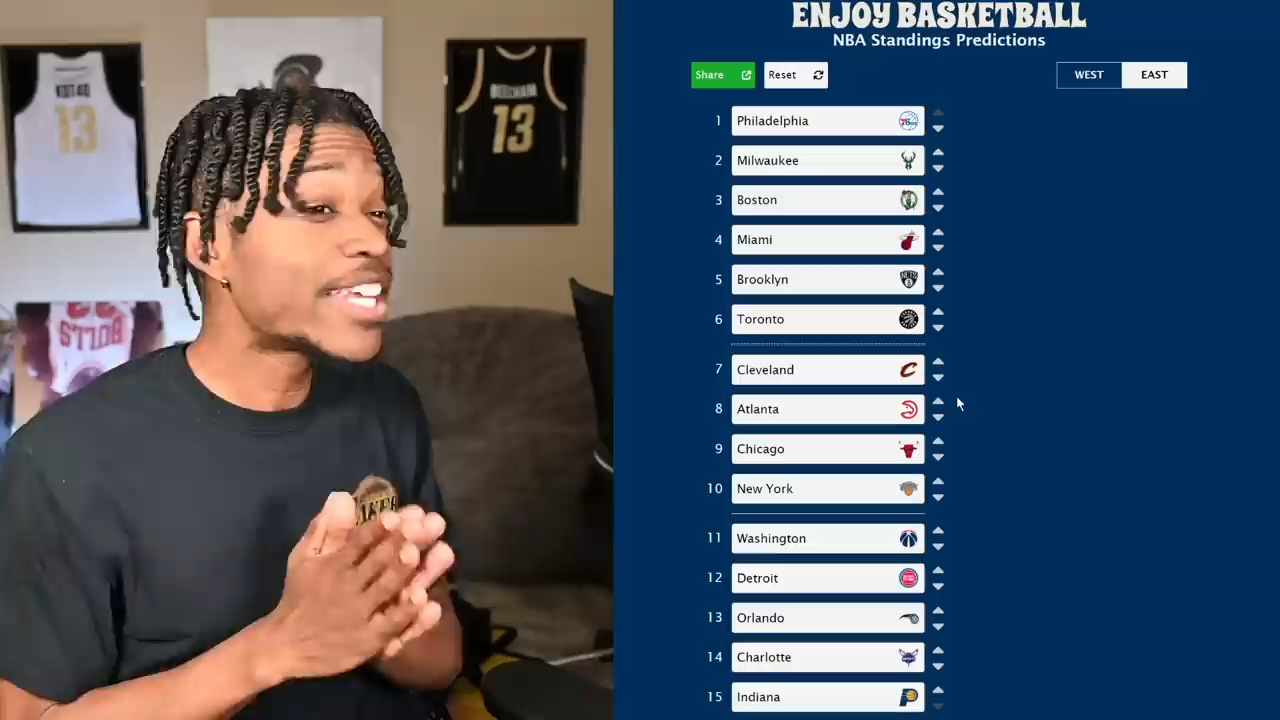 ENJOY BASKETBALL
NBA Standings Predictions
Share
Reset
WEST
EAST
1 Philadelphia
2 Milwaukee
3 Boston
4 Miami
5 Brooklyn
6 Toronto
7 Cleveland
8 Atlanta
9 Chicago
10 New York
11 Washington
12 Detroit
13 Orlando
14 Charlotte
15 Indiana
13
13